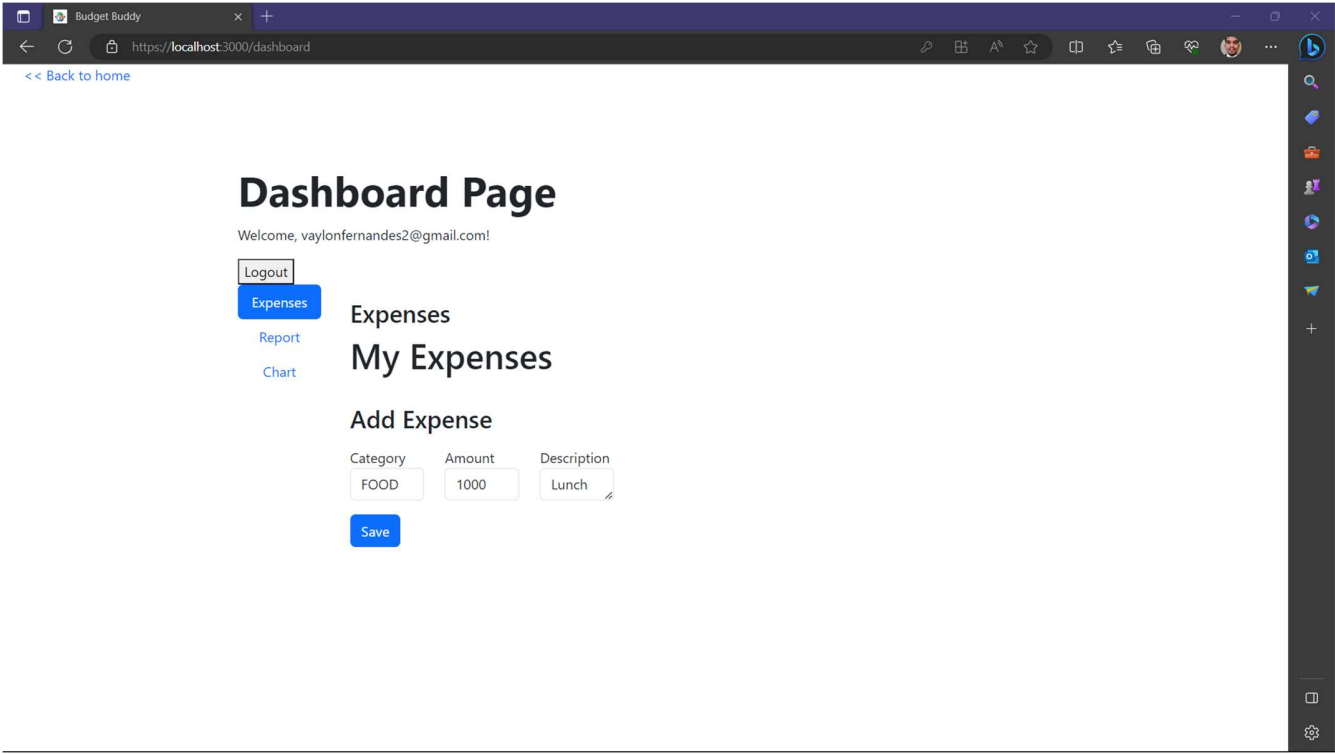 Budget Buddy
https://localhost:3000/dashboard
<< Back to home
Dashboard Page
Welcome, vaylonfernandes2@gmail.com!
Logout
Expenses
Report
Chart
Expenses
My Expenses
Add Expense
Category Amount Description
FOOD 1000 Lunch
Save